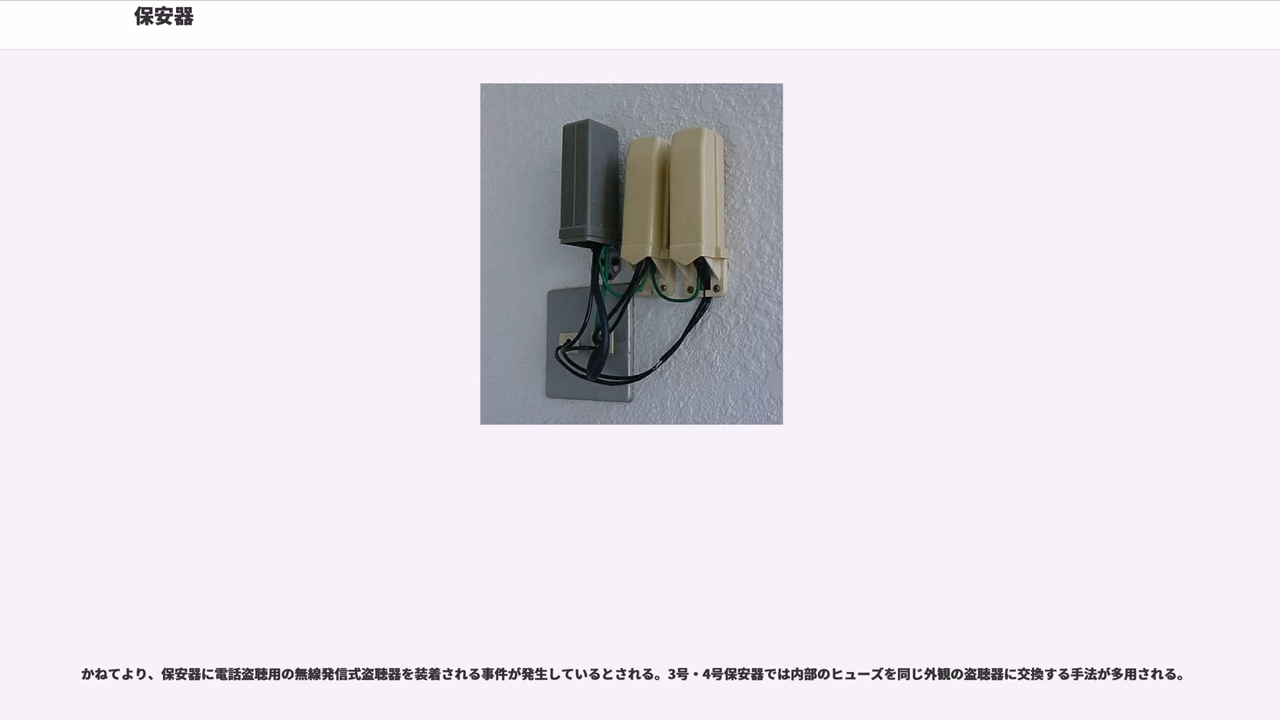 保安器
かねてより、保安器に電話盗聴用の無線発信式盗聴器を装着される事件が発生しているとされる。3号・4号保安器では内部のヒューズを同じ外観の盗聴器に交換する手法が多用される。